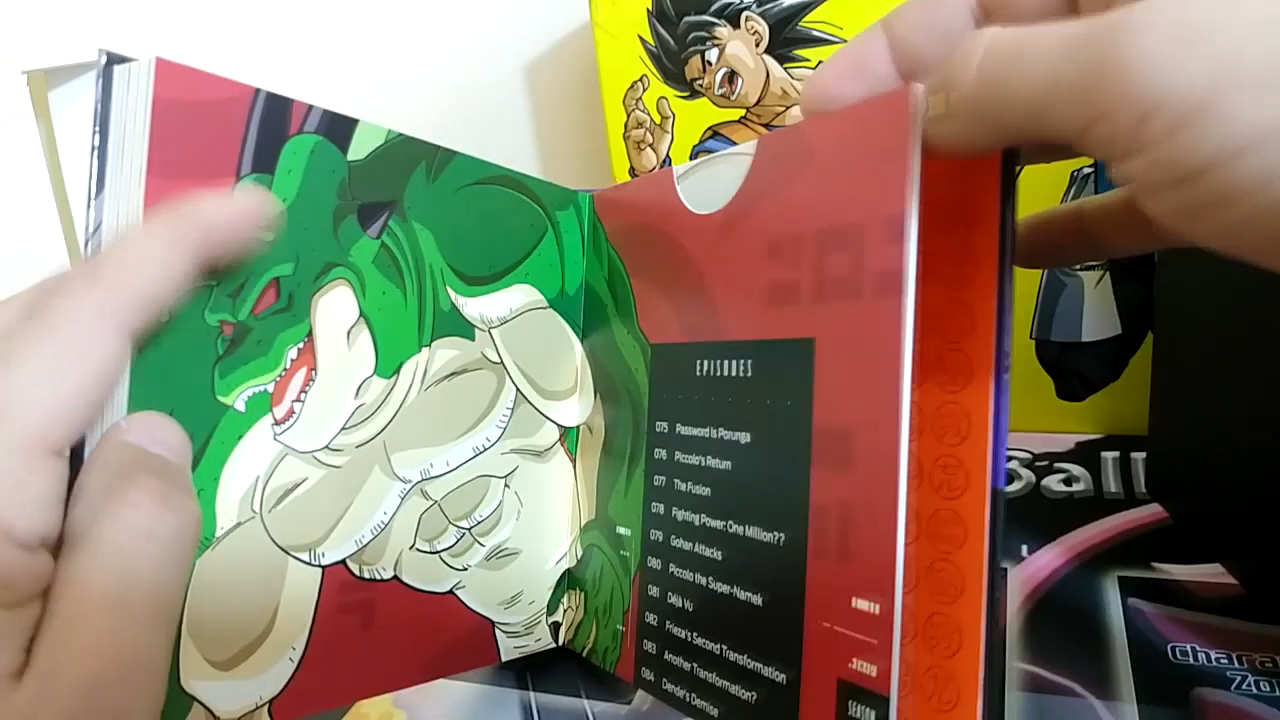 EPISODES
075 Password Is Porunga
076 Piccolo's Return
077 The Fusion
078 Fighting Power: One Million??
079 Gohan Attacks
080 Piccolo the Super-Namek
081 Déjà Vu
082 Frieza's Second Transformation
083 Another Transformation?
084 Dende's Demise
SEASON
Ball
Chara
Zo